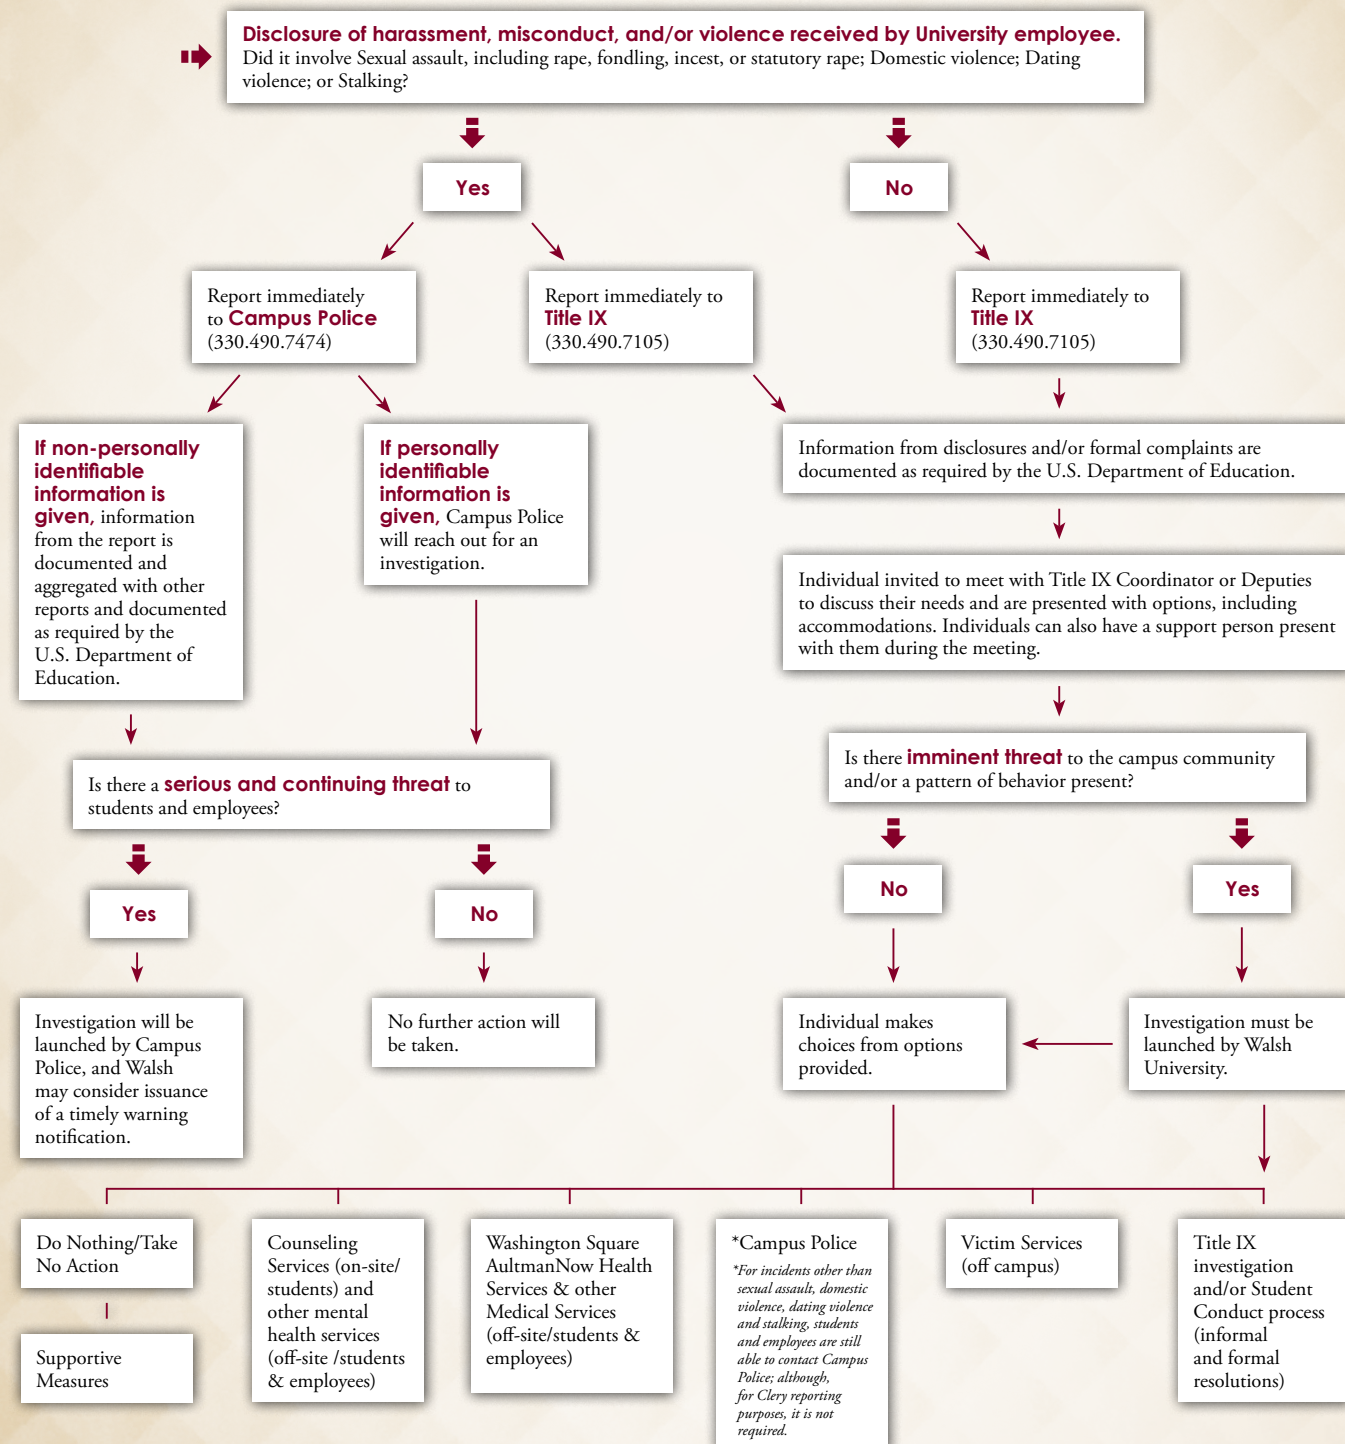 Disclosure of harassment, misconduct, and/or violence received by University employee.
Did it involve Sexual assault, including rape, fondling, incest, or statutory rape; Domestic violence; Dating
violence; or Stalking?
Yes
No
Report immediately
to Campus Police
(330.490.7474)
Report immediately to
Title IX
(330.490.7105)
Report immediately to
Title IX
(330.490.7105)
If non-personally
identifiable
information is
given, information
from the report is
documented and
aggregated with other
reports and documented
as required by the
U.S. Department of
Education.
If personally
identifiable
information is
given, Campus Police
will reach out for an
investigation.
Information from disclosures and/or formal complaints are
documented as required by the U.S. Department of Education.
Individual invited to meet with Title IX Coordinator or Deputies
to discuss their needs and are presented with options, including
accommodations. Individuals can also have a support person present
with them during the meeting.
Is there a serious and continuing threat to
students and employees?
Is there imminent threat to the campus community
and/or a pattern of behavior present?
Yes
No
No
Yes
Investigation will be
launched by Campus
Police, and Walsh
may consider issuance
of a timely warning
notification.
No further action will
be taken.
Individual makes
choices from options
provided.
Investigation must be
launched by Walsh
University.
Do Nothing/Take
No Action
Supportive
Measures
Counseling
Services (on-site/
students) and
other mental
health services
(off-site /students
& employees)
Washington Square
AultmanNow Health
Services & other
Medical Services
(off-site/students &
employees)
*Campus Police
*For incidents other than
sexual assault, domestic
violence, dating violence
and stalking, students
and employees are still
able to contact Campus
Police; although,
for Clery reporting
purposes, it is not
required.
Victim Services
(off campus)
Title IX
investigation
and/or Student
Conduct process
(informal
and formal
resolutions)